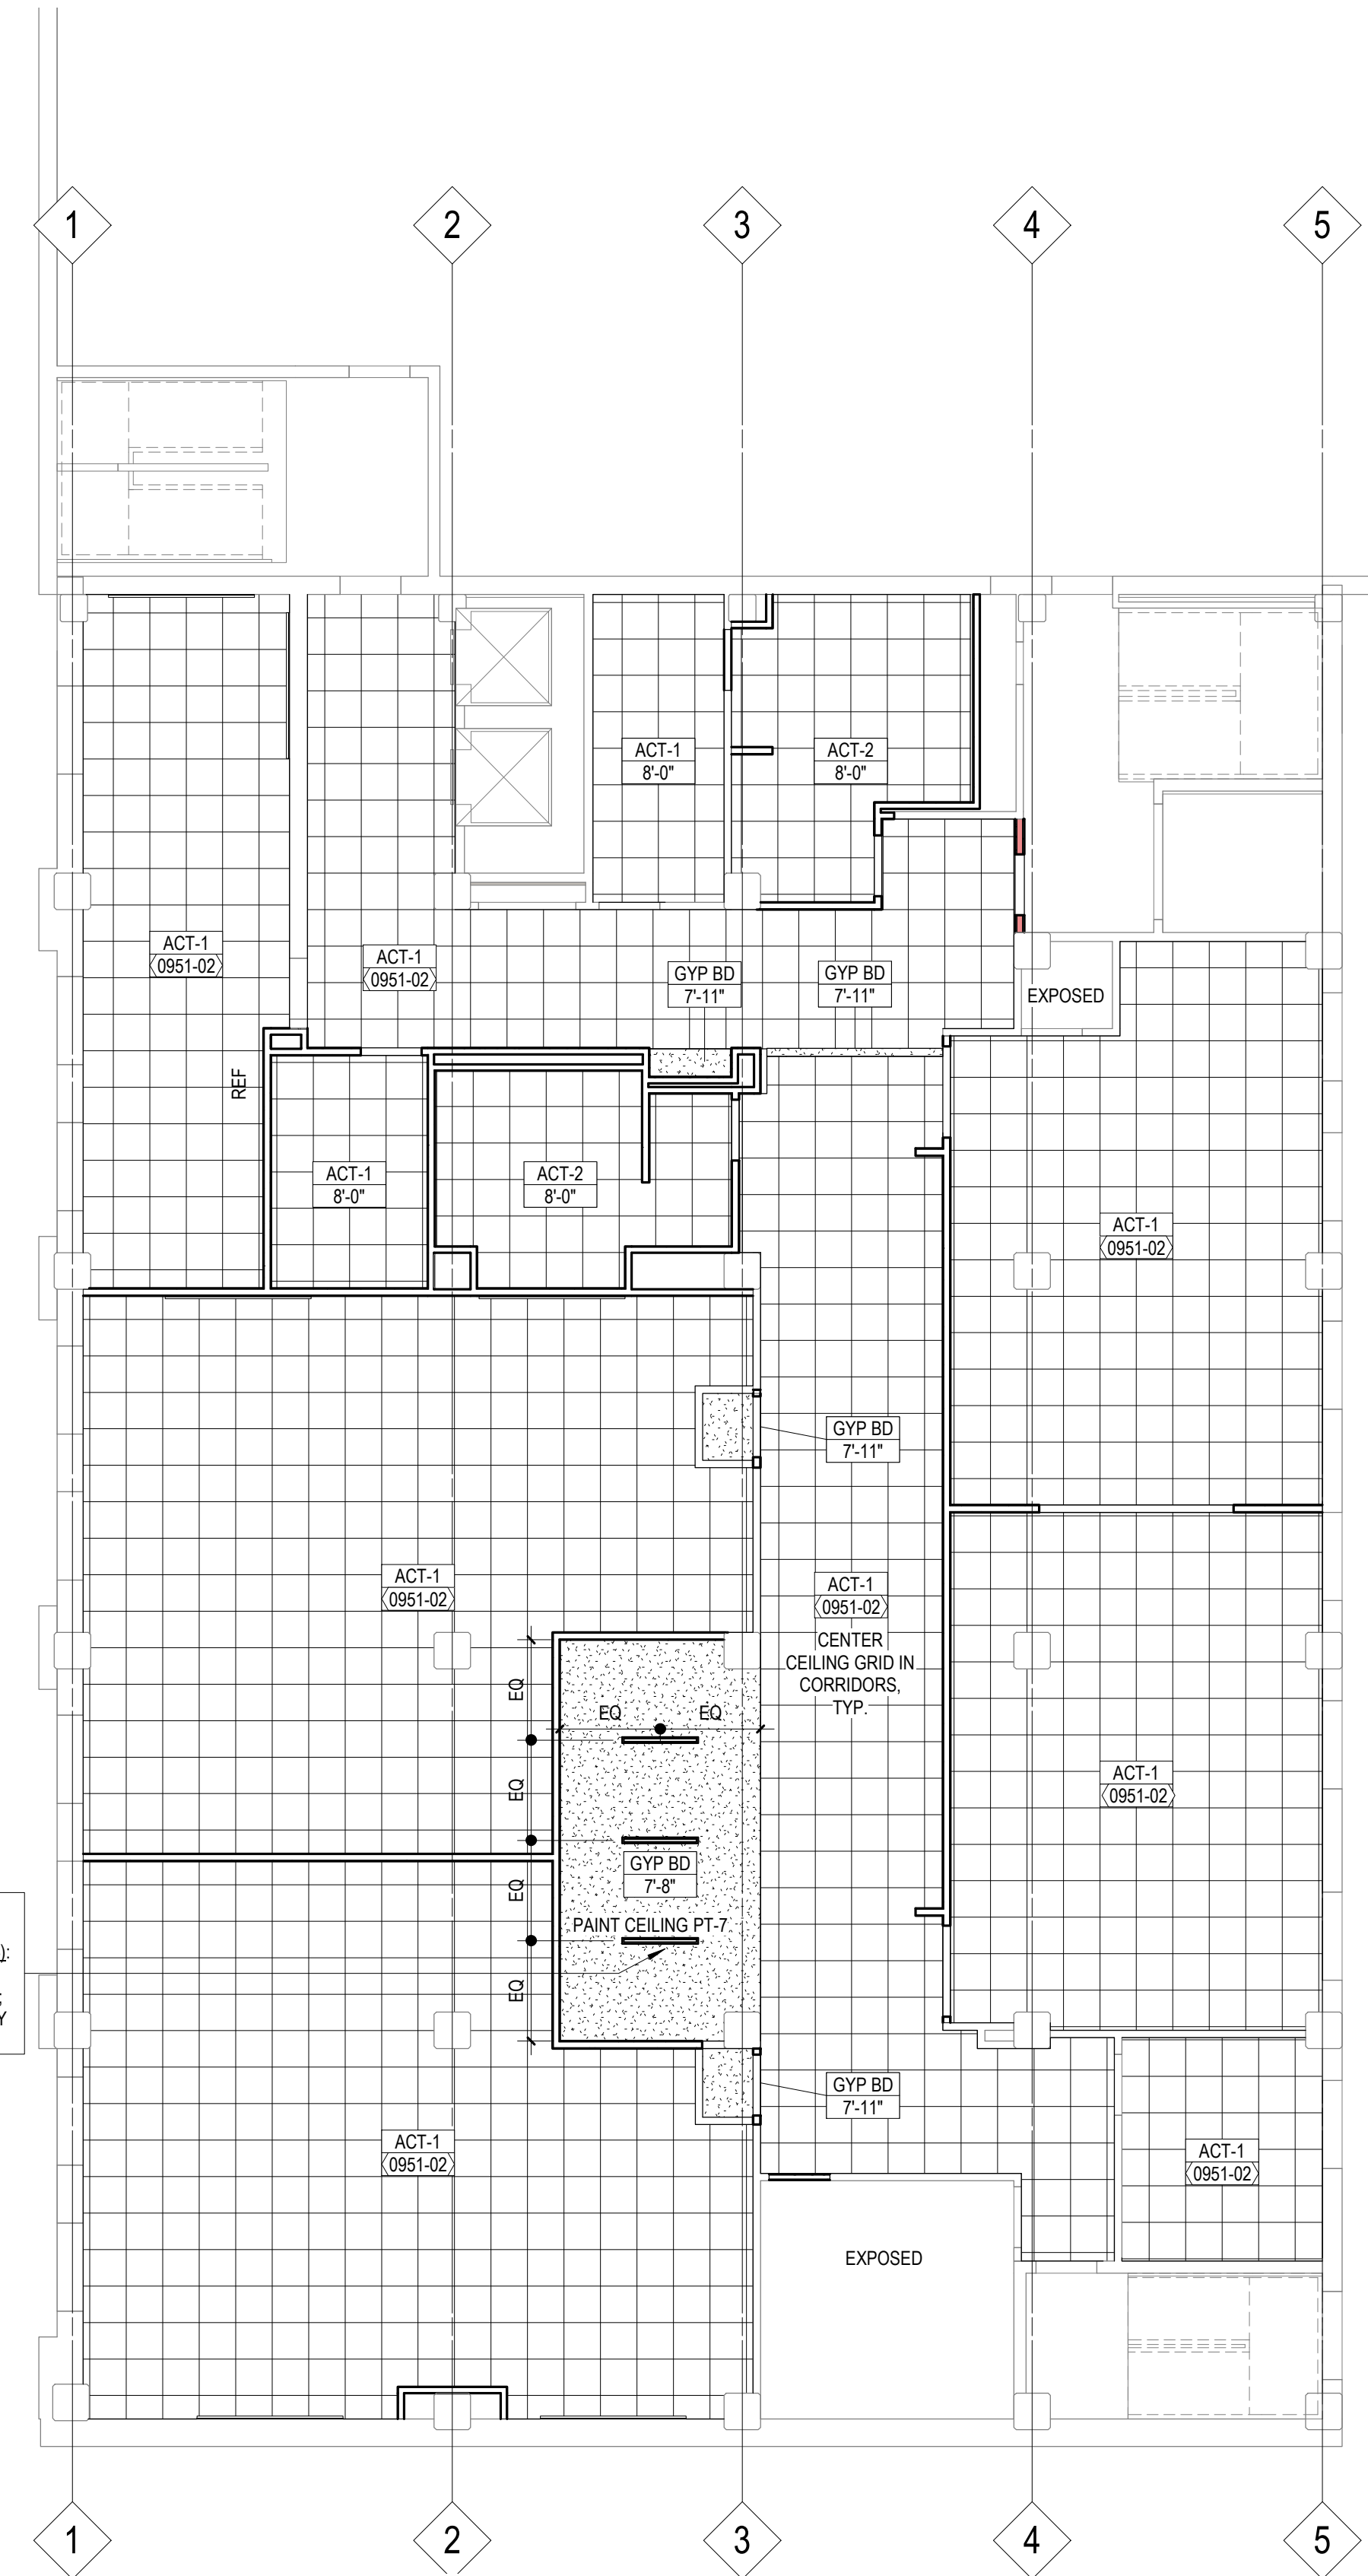 1
2
3
4
5
ACT-1
8'-0"
ACT-2
8'-0"
ACT-1
0951-02
ACT-1
0951-02
GYP BD
7'-11"
GYP BD
7'-11"
EXPOSED
REF
ACT-1
8'-0"
ACT-2
8'-0"
ACT-1
0951-02
GYP BD
7'-11"
ACT-1
0951-02
ACT-1
0951-02
CENTER
CEILING GRID IN
CORRIDORS,
TYP.
EQ
EQ
EQ
EQ
EQ
EQ
ACT-1
0951-02
GYP BD
7'-8"
PAINT CEILING PT-7
):
Y
GYP BD
7'-11"
ACT-1
0951-02
ACT-1
0951-02
EXPOSED
1
2
3
4
5